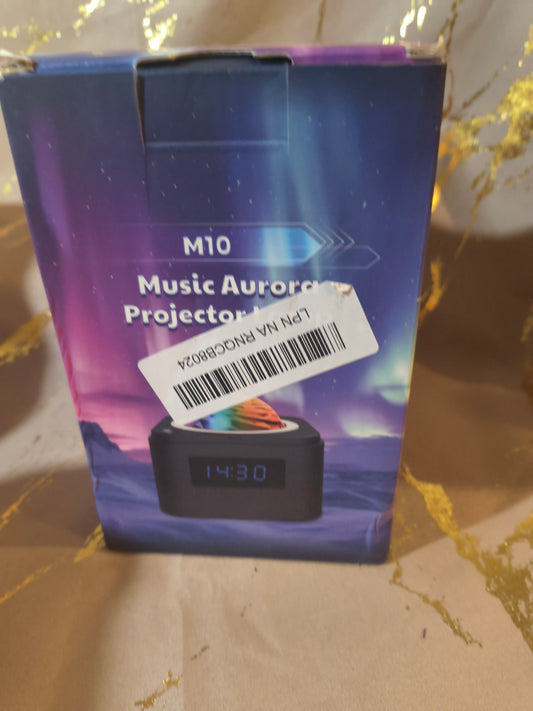 M10
Music Aurora
Projector
LPN NA RNQCB8024
14:30